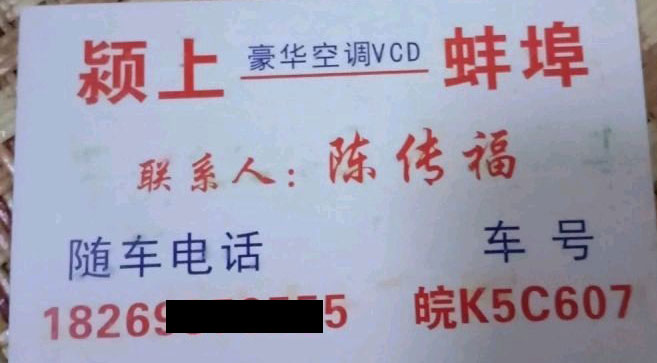 颍上 豪华空调VCD 蚌埠
联系人：陈传福
随车电话 车号
18269 5 皖K5C607